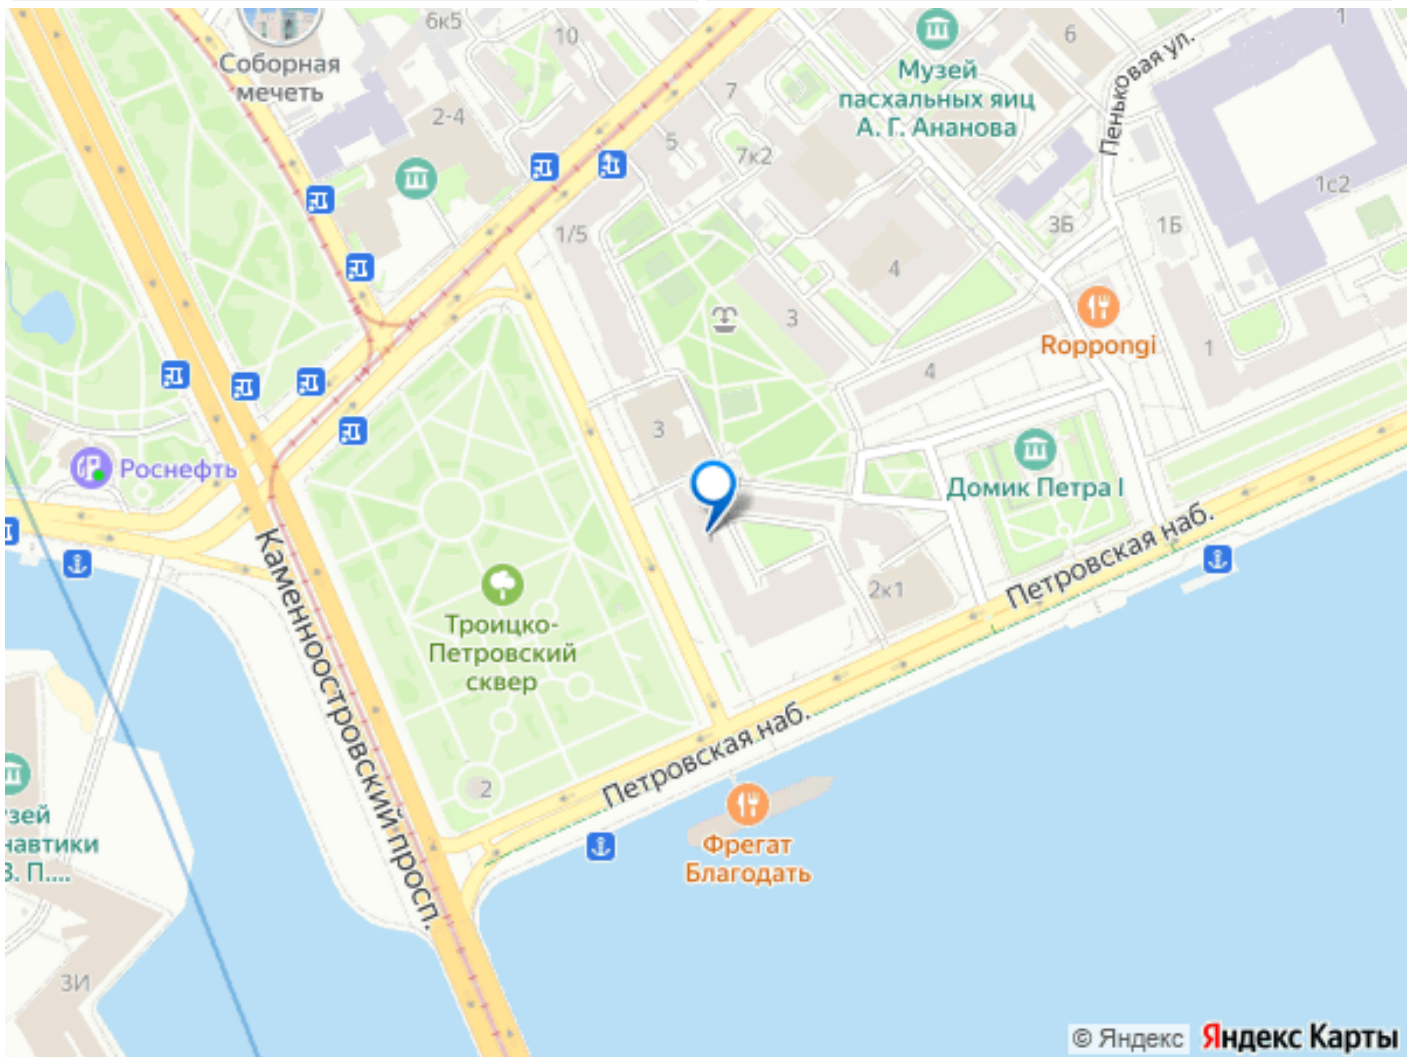 6к5
10
6
1
Соборная
мечеть
Музей
пасхальных яиц
А. Г. Ананова
Пеньковая ул.
7
2-4
5
7к2
1с2
1/5
3Б
1Б
4
3
Roppongi
1
4
3
Роснефть
Домик Петра I
Каменноостровский просп.
Петровская наб.
2к1
Троицко-
Петровский
сквер
Петровская наб.
2
зей
навтики
В. П....
Фрегат
Благодать
3И
© Яндекс
Яндекс Карты